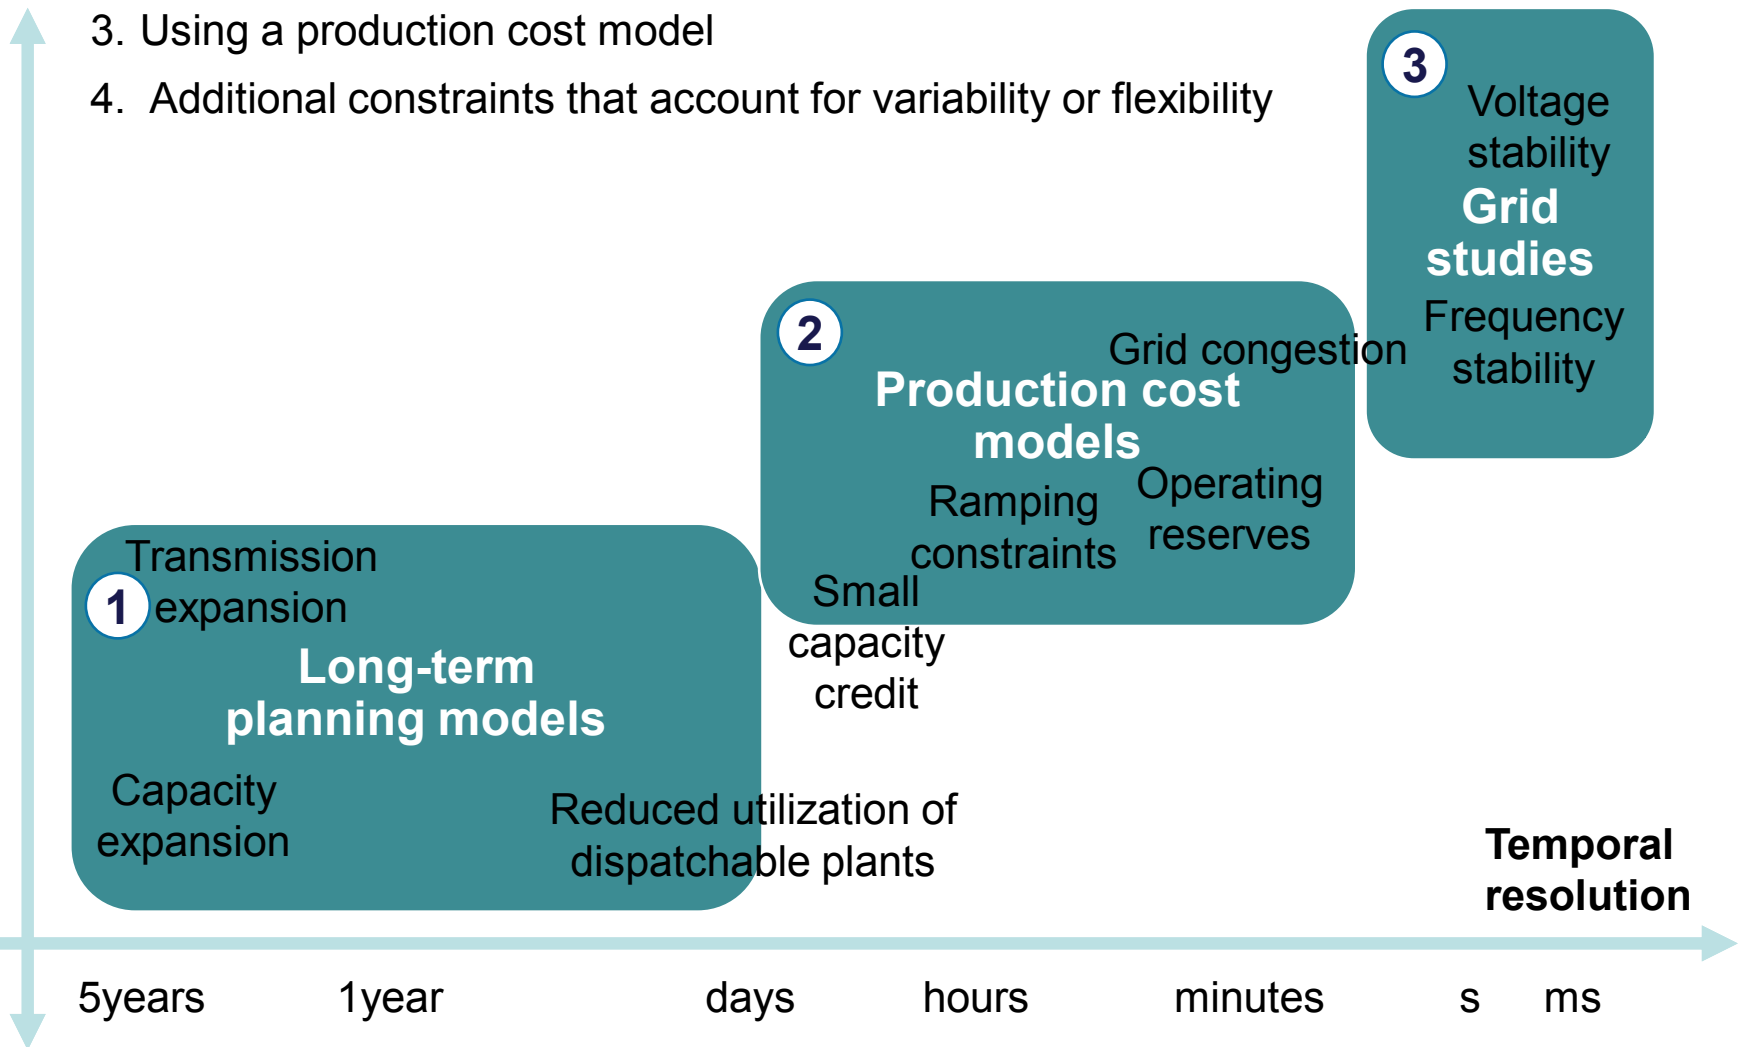 3. Using a production cost model
4. Additional constraints that account for variability or flexibility
3
Voltage
stability
Grid
studies
Frequency
stability
2
Grid congestion
Production cost
models
Ramping
constraints
Operating
reserves
Small
capacity
credit
Transmission
1 expansion
Long-term
planning models
Capacity
expansion
Reduced utilization of
dispatchable plants
Temporal
resolution
5years 1year days hours minutes s ms